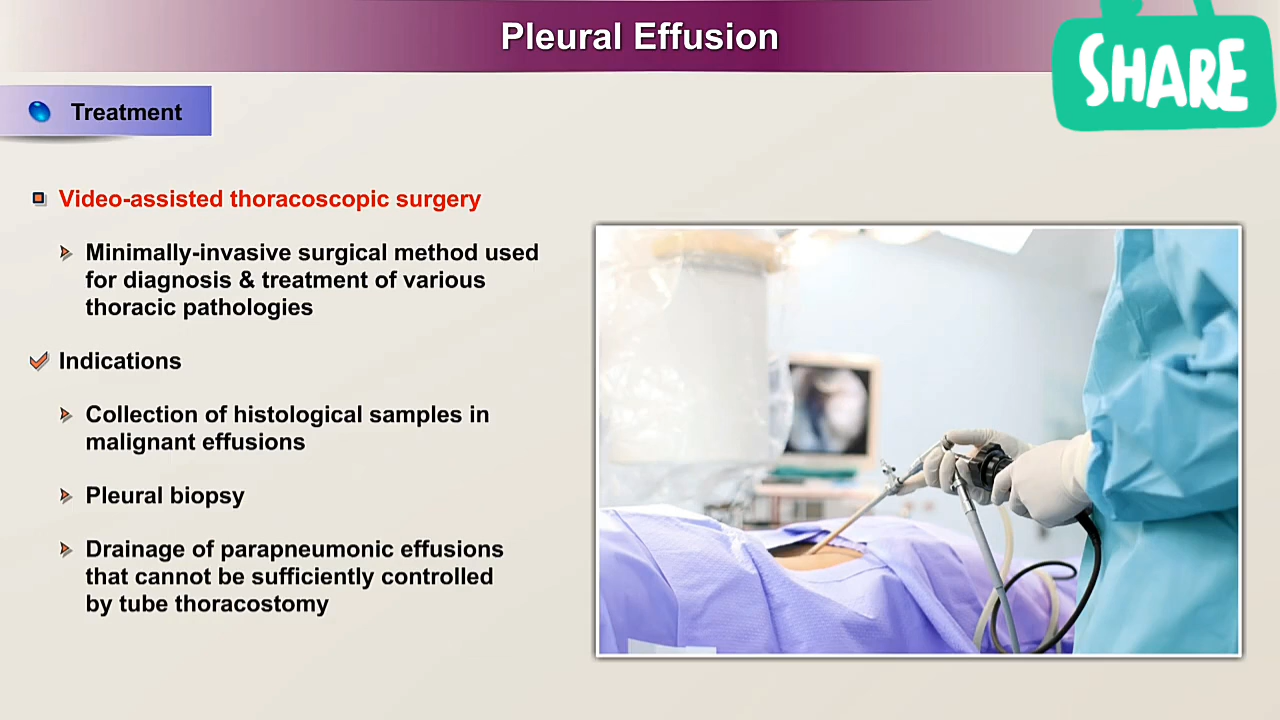 Pleural Effusion
SHARE
Treatment
Video-assisted thoracoscopic surgery
Minimally-invasive surgical method used
for diagnosis & treatment of various
thoracic pathologies
Indications
Collection of histological samples in
malignant effusions
Pleural biopsy
Drainage of parapneumonic effusions
that cannot be sufficiently controlled
by tube thoracostomy